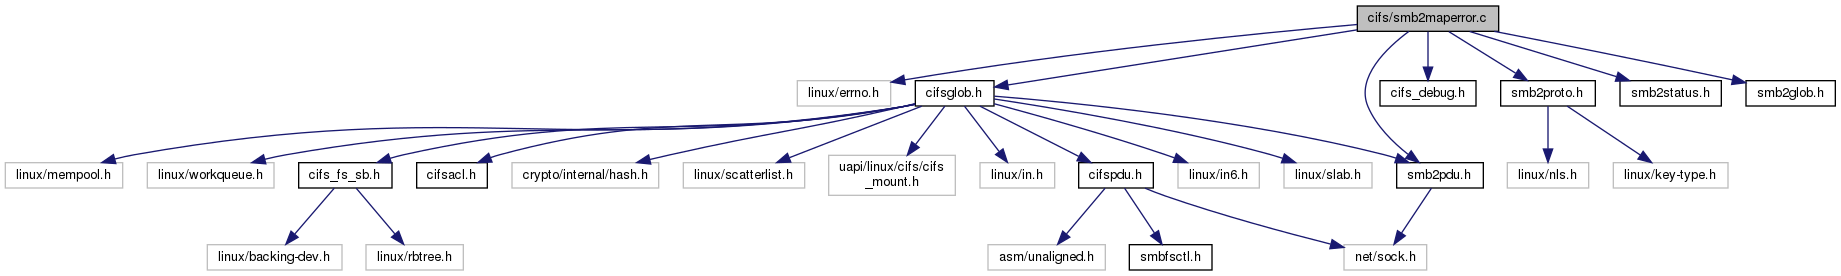 cifs/smb2maperror.c
linux/errno.h
cifsglob.h
cifs_debug.h
smb2proto.h
smb2status.h
smb2glob.h
linux/mempool.h
linux/workqueue.h
cifs_fs_sb.h
cifsacl.h
crypto/internal/hash.h
linux/scatterlist.h
uapi/linux/cifs/cifs
_mount.h
linux/in.h
cifspdu.h
linux/in6.h
linux/slab.h
smb2pdu.h
linux/nls.h
linux/key-type.h
linux/backing-dev.h
linux/rbtree.h
asm/unaligned.h
smbfsctl.h
net/sock.h